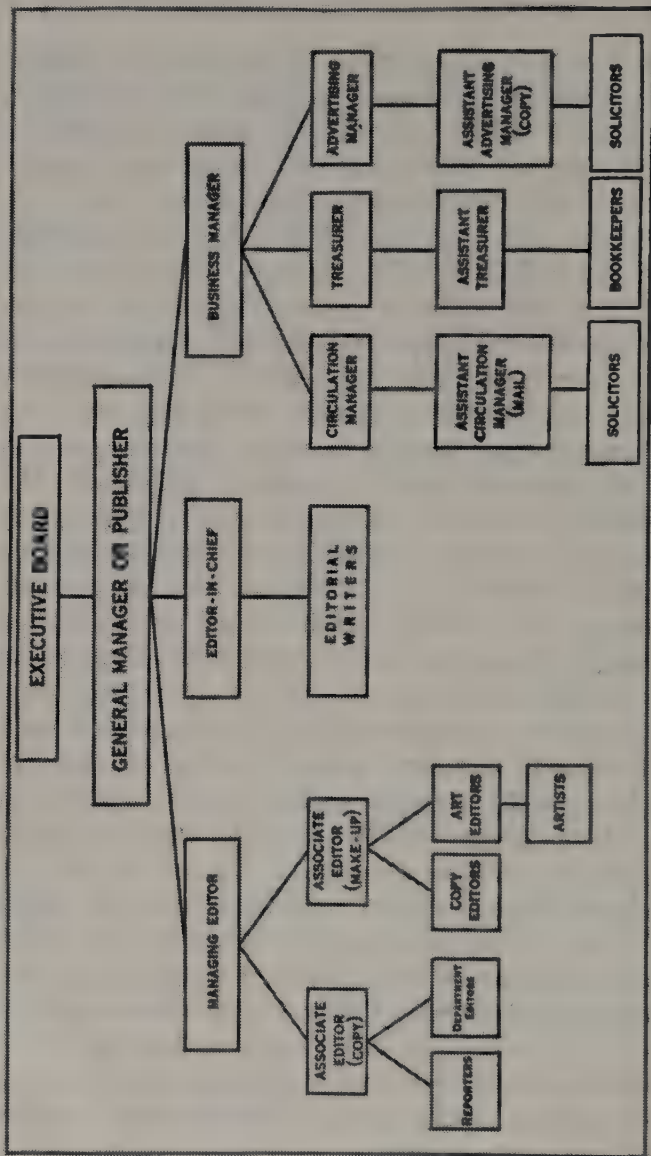 EXECUTIVE BOARD
GENERAL MANAGER OR PUBLISHER
MANAGING EDITOR
EDITOR-IN-CHIEF
BUSINESS MANAGER
ASSOCIATE
EDITOR
(COPY)
ASSOCIATE
EDITOR
(MAKE-UP)
EDITORIAL
WRITERS
CIRCULATION
MANAGER
TREASURER
ADVERTISING
MANAGER
REPORTERS
DEPARTMENT
EDITORS
COPY
EDITORS
ART
EDITORS
ASSISTANT
CIRCULATION
MANAGER
(MAIL)
ASSISTANT
TREASURER
ASSISTANT
ADVERTISING
MANAGER
(COPY)
ARTISTS
SOLICITORS
BOOKKEEPERS
SOLICITORS